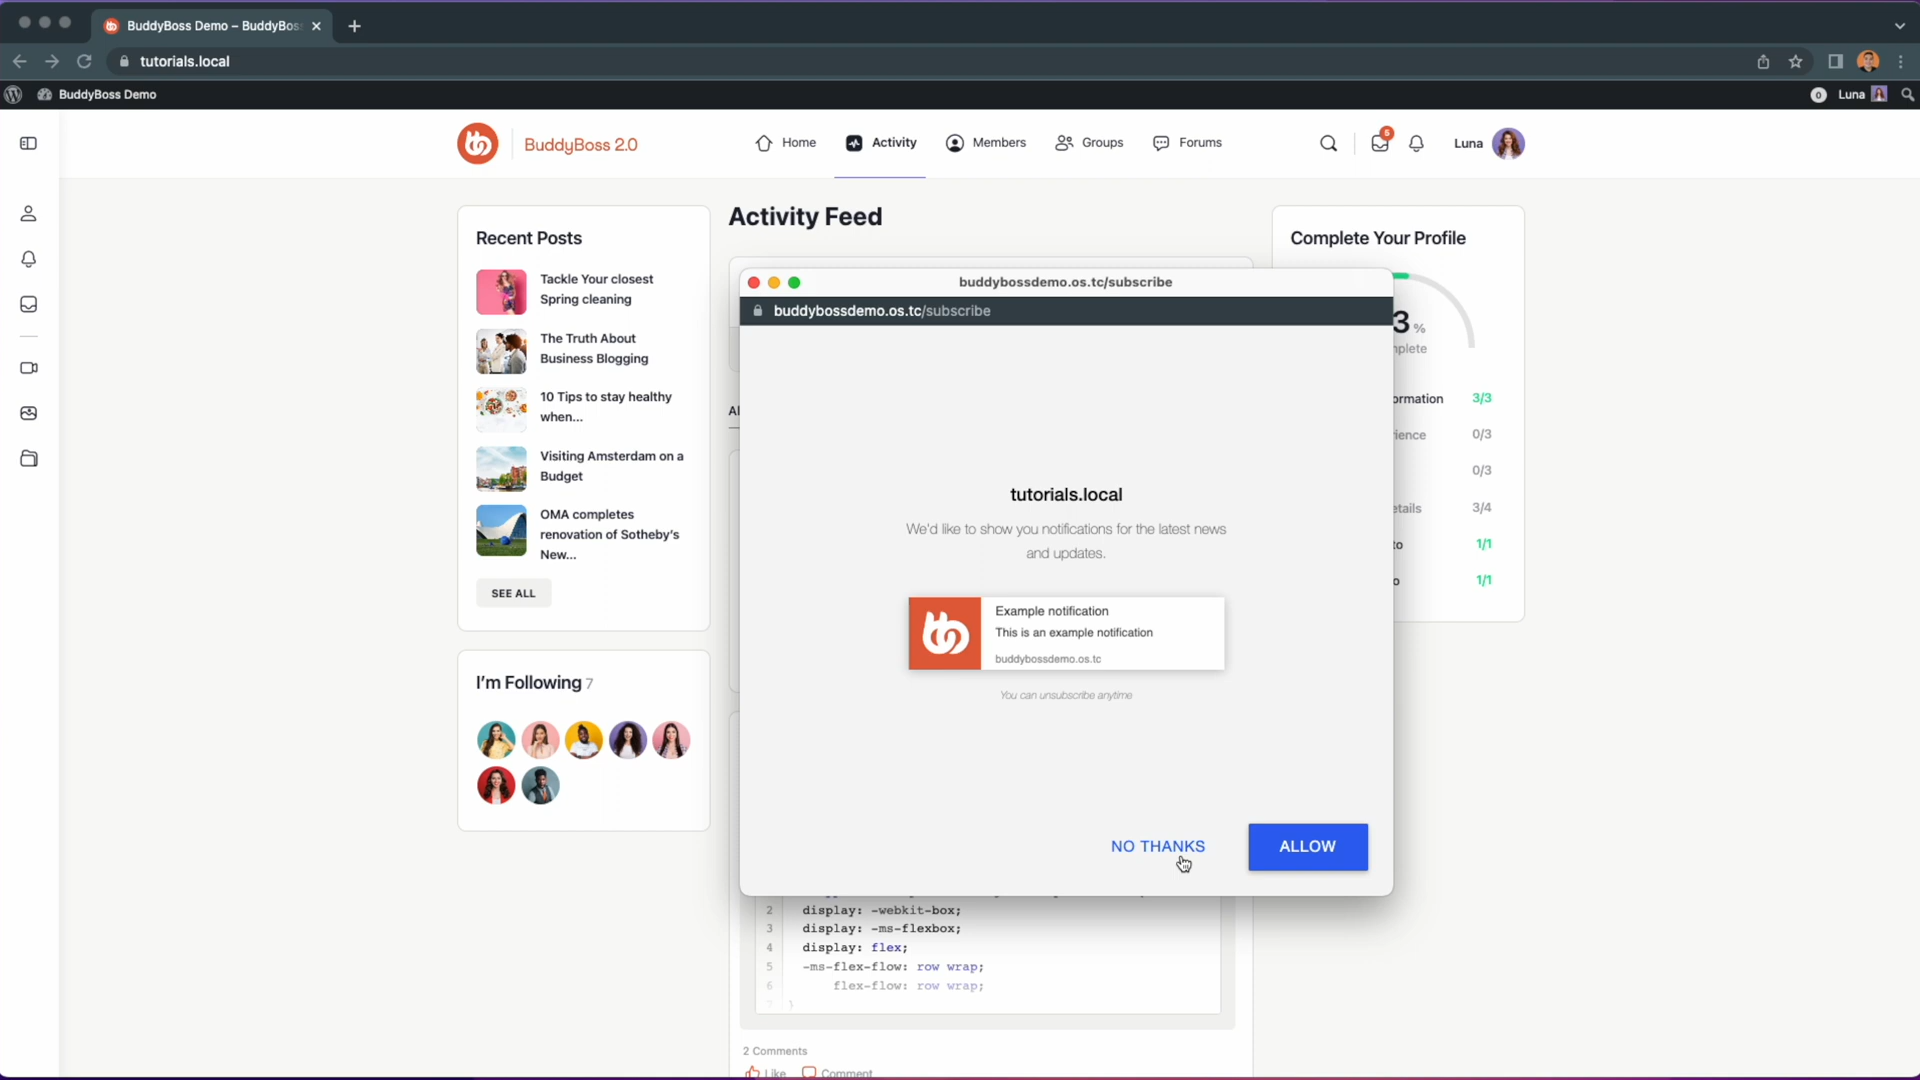 BuddyBoss Demo – BuddyBos
tutorials.local
BuddyBoss Demo
0
Luna
BuddyBoss 2.0
Home
Activity
Members
Groups
Forums
5
Luna
Recent Posts
Tackle Your closest
Spring cleaning
The Truth About
Business Blogging
10 Tips to stay healthy
when...
Visiting Amsterdam on a
Budget
OMA completes
renovation of Sotheby's
New...
SEE ALL
I'm Following 7
Activity Feed
Al
buddybossdemo.os.tc/subscribe
buddybossdemo.os.tc/subscribe
tutorials.local
We'd like to show you notifications for the latest news
and updates.
Example notification
This is an example notification
buddybossdemo.os.tc
You can unsubscribe anytime
NO THANKS
ALLOW
2 display: -webkit-box;
3 display: -ms-flexbox;
4 display: flex;
5 -ms-flex-flow: row wrap;
6 flex-flow: row wrap;
7 }
2 Comments
Like
Comment
Complete Your Profile
3 %
nplete
ormation 3/3
ience 0/3
0/3
etails 3/4
to 1/1
o 1/1